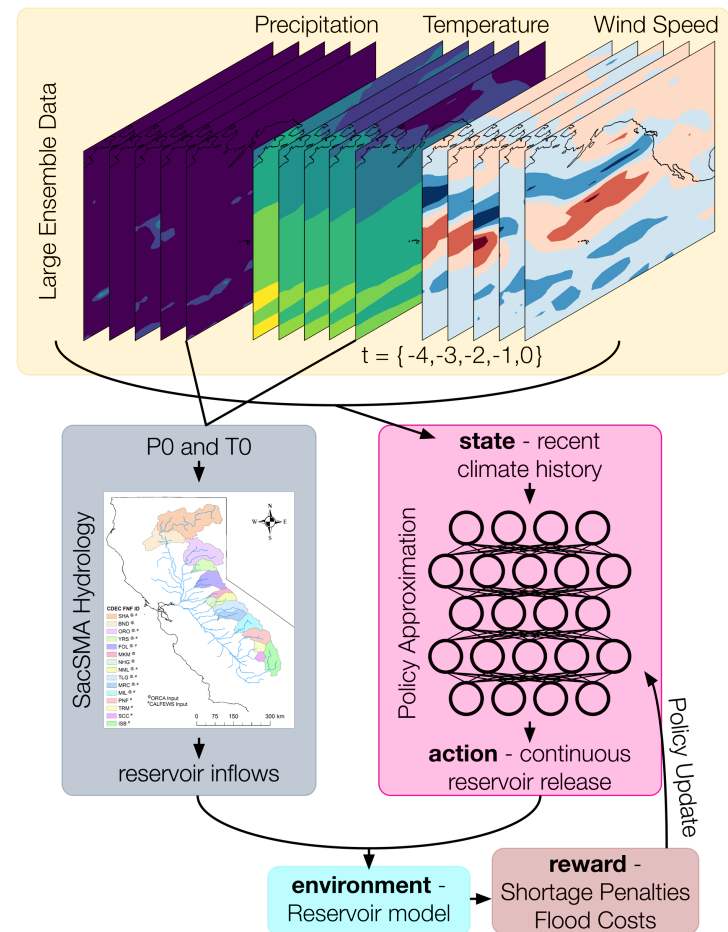 Precipitation
Temperature
Wind Speed
Large Ensemble Data
t = {-4,-3,-2,-1,0}
P0 and T0
SacSMA Hydrology
N
W
E
S
CDEC FNF ID
SHA
BND
ORO
YRS
FOL
MKM
NHG
NML
TLG
MRC
MIL
PNF
TRM
SCC
ISB
ORCA Input
CALFEWS Input
0 75 150 300 km
reservoir inflows
state - recent
climate history
Policy Approximation
action - continuous
reservoir release
Policy Update
environment -
Reservoir model
reward -
Shortage Penalties
Flood Costs